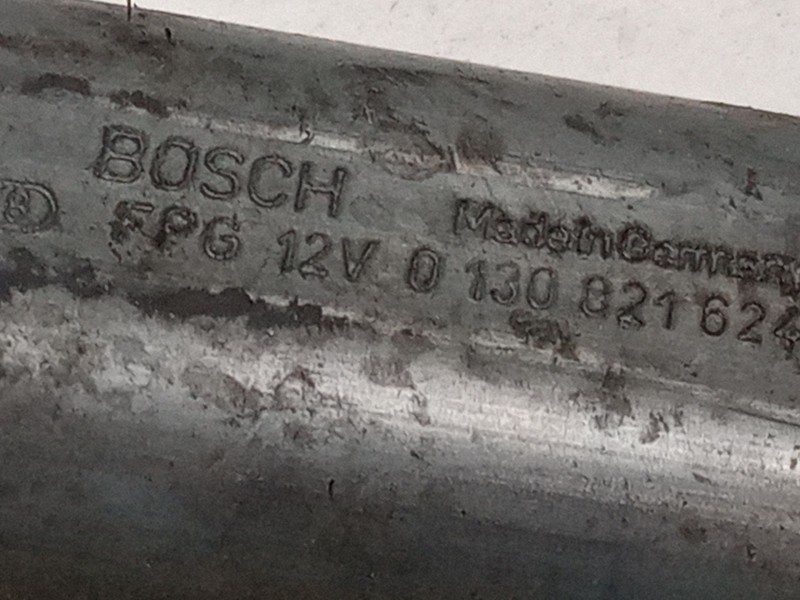 BOSCH
Made in Germany
FPG 12V 0 130 821 624